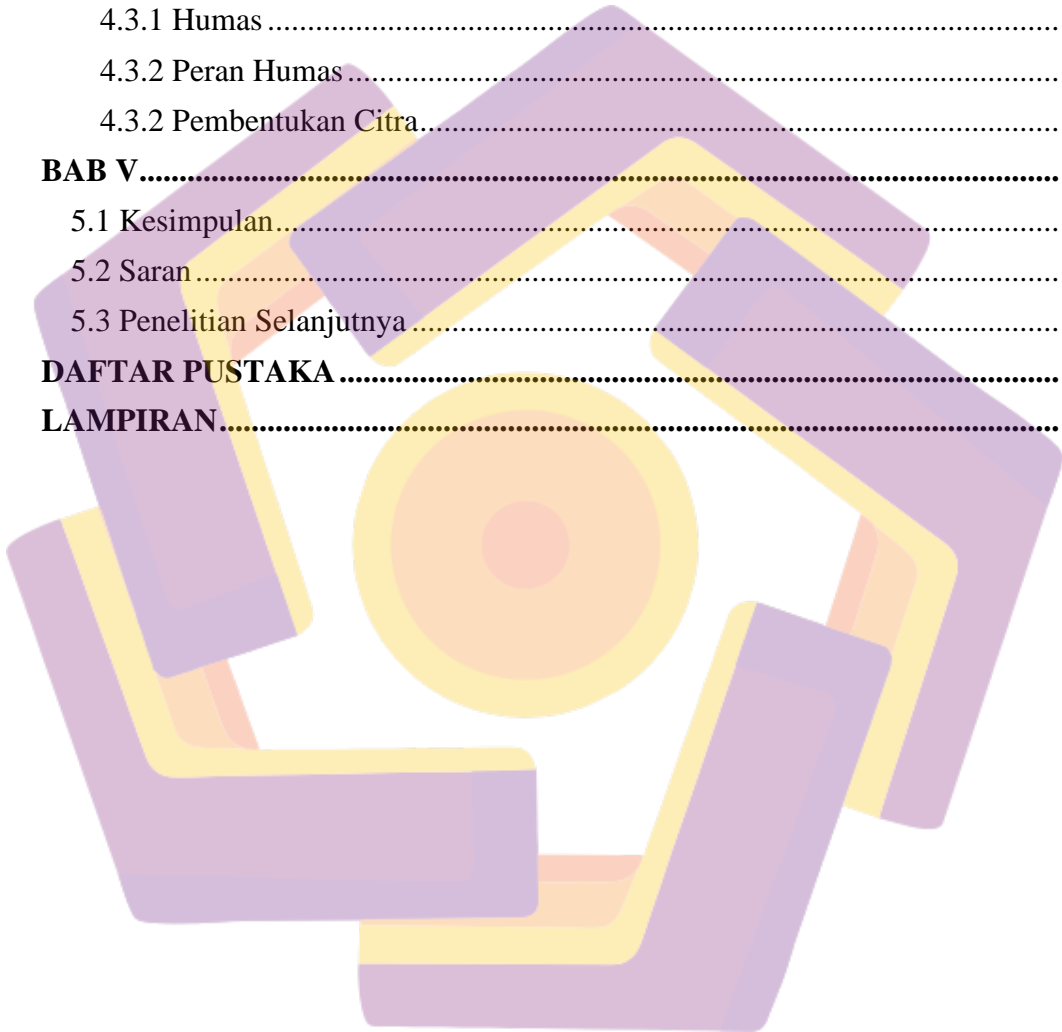 4.3.1 Humas........................................................................................
4.3.2 Peran Humas..............................................................................
4.3.2 Pembentukan Citra.....................................................................
BAB V..................................................................................................
5.1 Kesimpulan.....................................................................................
5.2 Saran..............................................................................................
5.3 Penelitian Selanjutnya.....................................................................
DAFTAR PUSTAKA..............................................................................
LAMPIRAN..........................................................................................